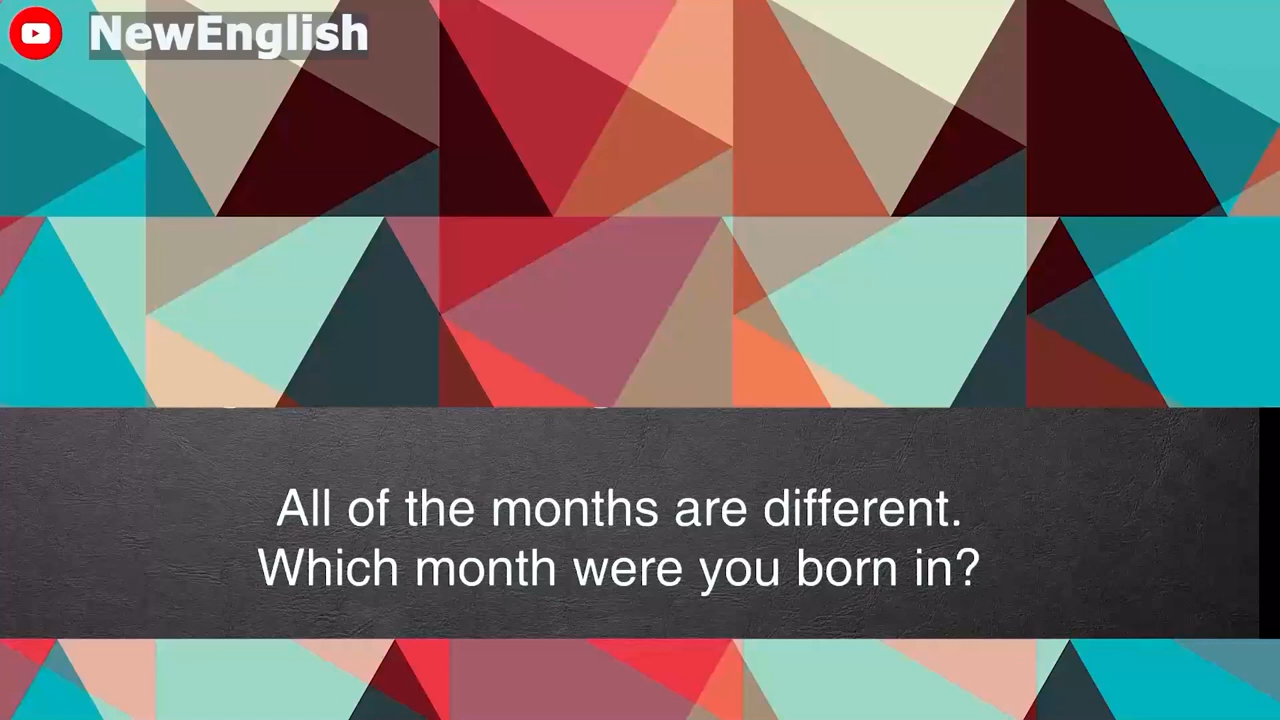 NewEnglish
All of the months are different.
Which month were you born in?